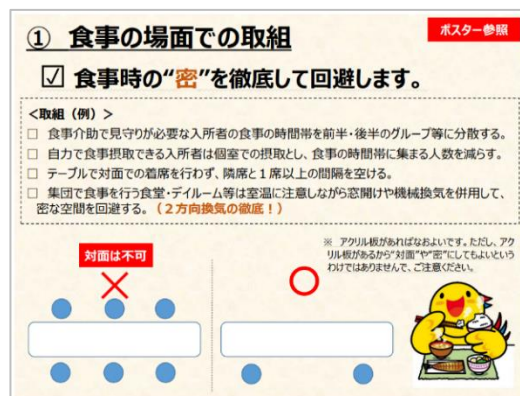 ① 食事の場面での取組
ポスター参照
☑ 食事時の“密”を徹底して回避します。
＜取組（例）＞
□ 食事介助で見守りが必要な入所者の食事の時間帯を前半・後半のグループ等に分散する。
□ 自力で食事摂取できる入所者は個室での摂取とし、食事の時間帯に集まる人数を減らす。
□ テーブルで対面での着席を行わず、隣席と１席以上の間隔を空ける。
□ 集団で食事を行う食堂・デイルーム等は室温に注意しながら窓開けや機械換気を併用して、
密な空間を回避する。（２方向換気の徹底！）
※ アクリル板があればなおよいです。ただし、アク
リル板があるから“対面”や“密”にしてもよいという
わけではありませんで、ご注意ください。
対面は不可